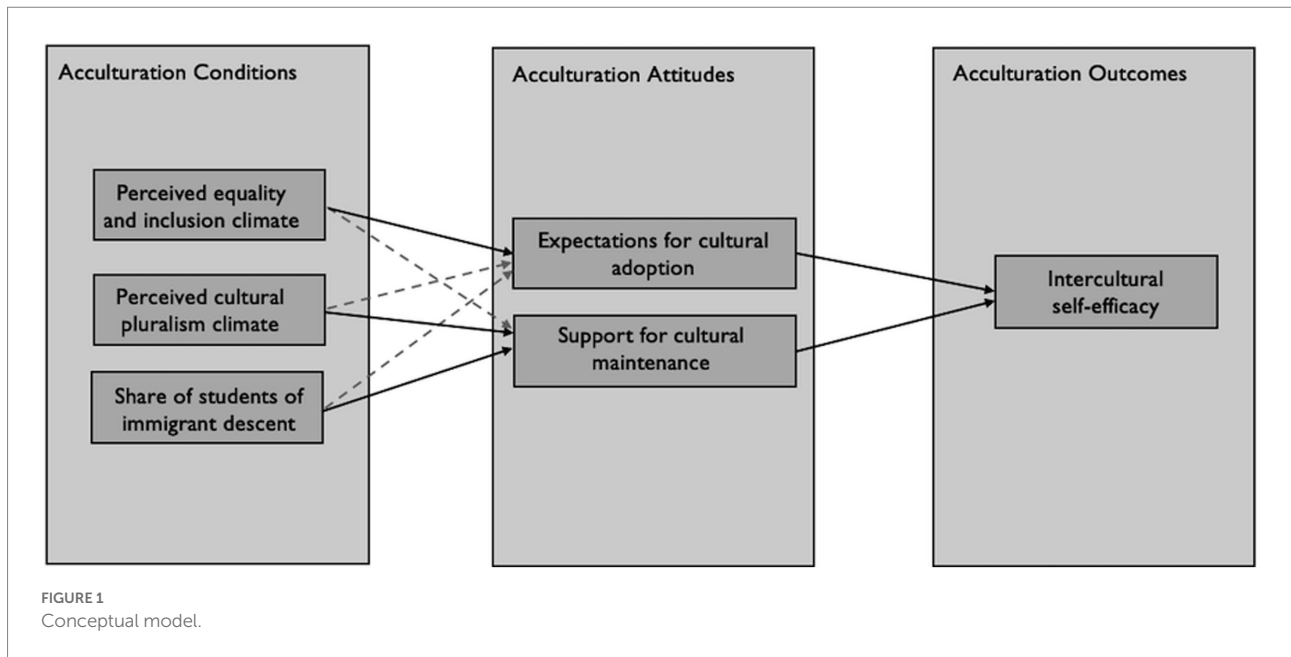 Acculturation Conditions
Perceived equality
and inclusion climate
Perceived cultural
pluralism climate
Share of students of
immigrant descent
Acculturation Attitudes
Expectations for cultural
adoption
Support for cultural
maintenance
Acculturation Outcomes
Intercultural
self-efficacy
FIGURE 1
Conceptual model.